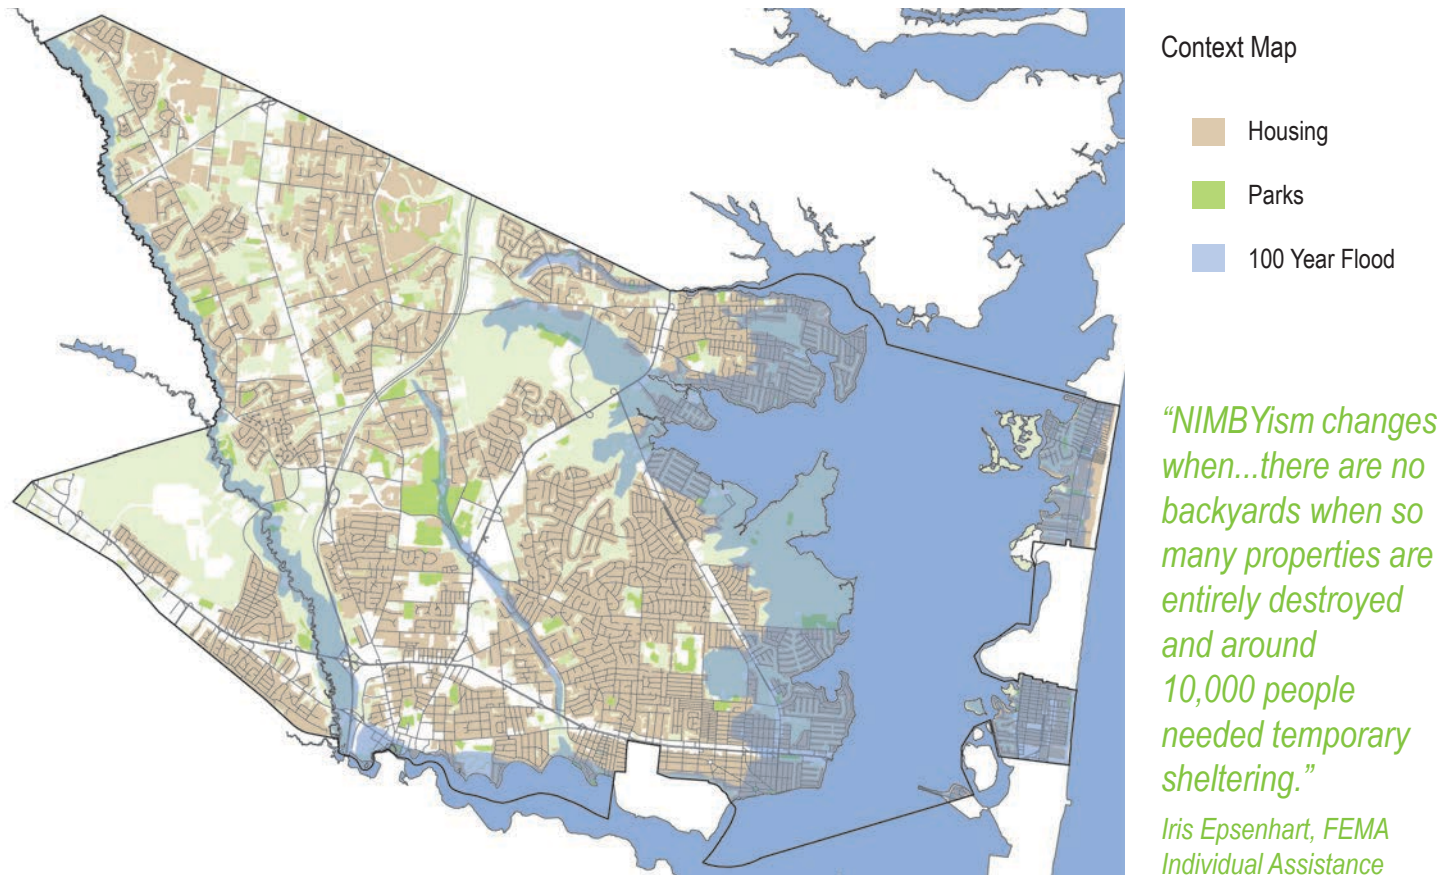 Context Map
Housing
Parks
100 Year Flood
“NIMBYism changes
when...there are no
backyards when so
many properties are
entirely destroyed
and around
10,000 people
needed temporary
sheltering.”
Iris Epsenhart, FEMA
Individual Assistance